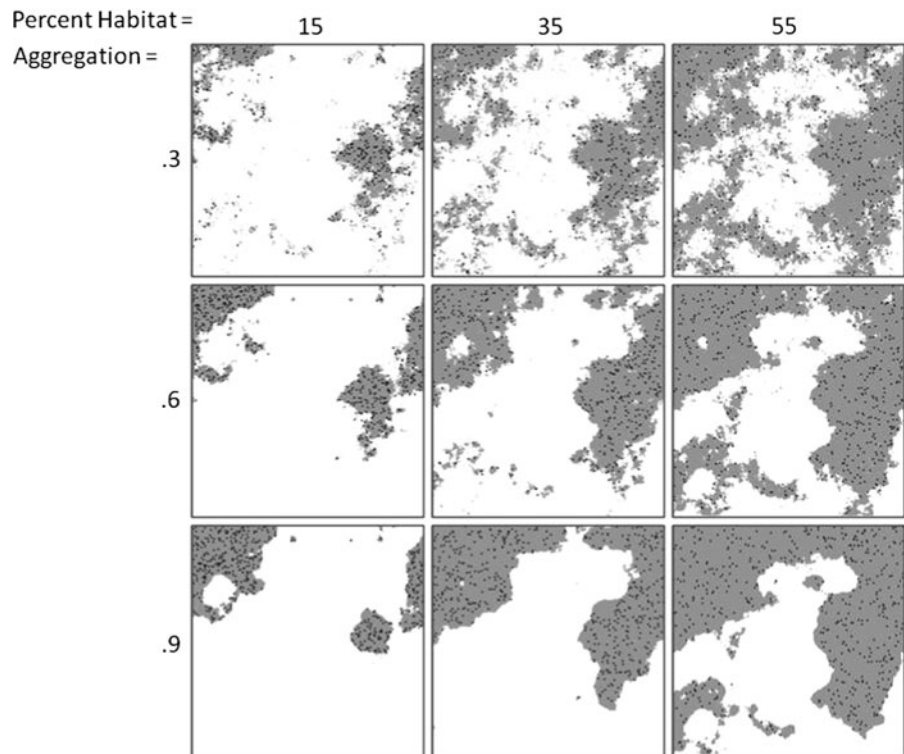 Percent Habitat = 15 35 55
Aggregation =
.3
.6
.9